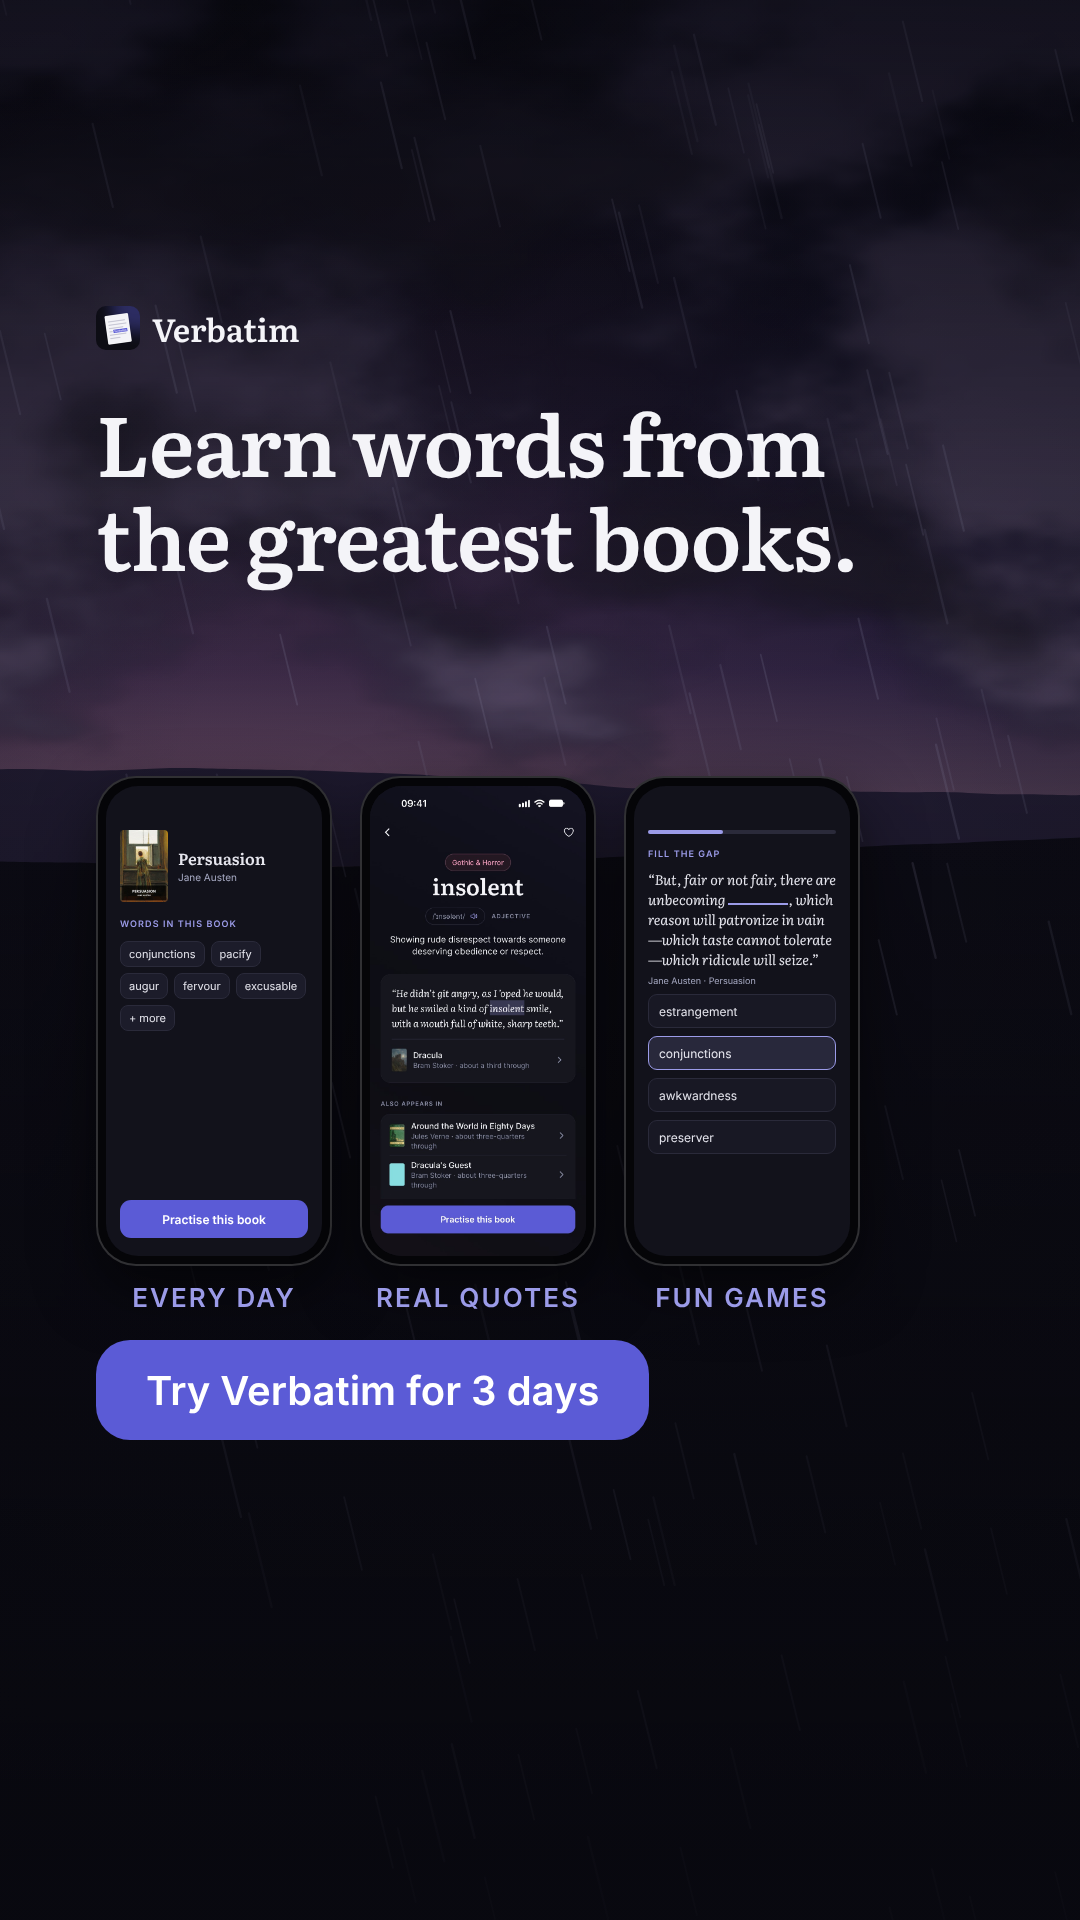 Verbatim
Learn words from
the greatest books.
PERSUASION
Persuasion
Jane Austen
WORDS IN THIS BOOK
conjunctions
pacify
augur
fervour
excusable
+ more
Practise this book
09:41
Gothic & Horror
insolent
/ˈɪnsələnt/
ADJECTIVE
Showing rude disrespect towards someone
deserving obedience or respect.
“He didn’t git angry, as I ’oped he would,
but he smiled a kind of insolent smile,
with a mouth full of white, sharp teeth.”
Dracula
Bram Stoker · about a third through
ALSO APPEARS IN
Around the World in Eighty Days
Jules Verne · about three-quarters
through
Dracula’s Guest
Bram Stoker · about three-quarters
through
Practise this book
FILL THE GAP
“But, fair or not fair, there are
unbecoming ________, which
reason will patronize in vain
—which taste cannot tolerate
—which ridicule will seize.”
Jane Austen · Persuasion
estrangement
conjunctions
awkwardness
preserver
EVERY DAY
REAL QUOTES
FUN GAMES
Try Verbatim for 3 days